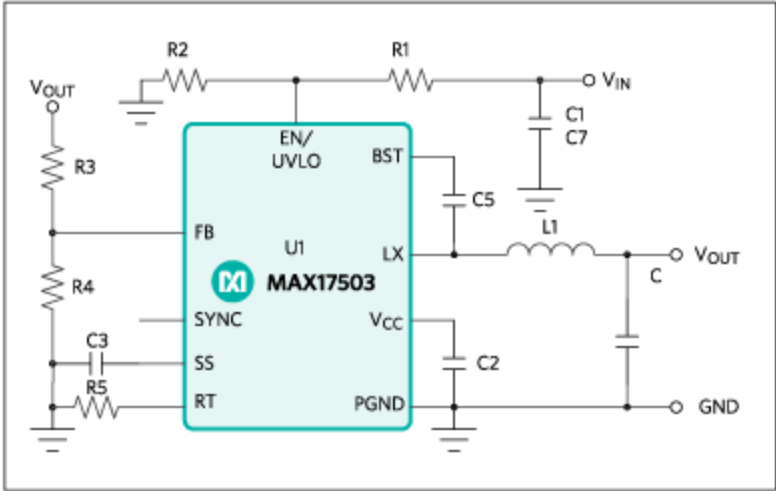 R2
R1
VOUT
VIN
C1
C7
R3
EN/
UVLO
BST
C5
L1
FB
U1
LX
VOUT
R4
MAX17503
C
SYNC
VCC
C3
SS
C2
R5
RT
PGND
GND